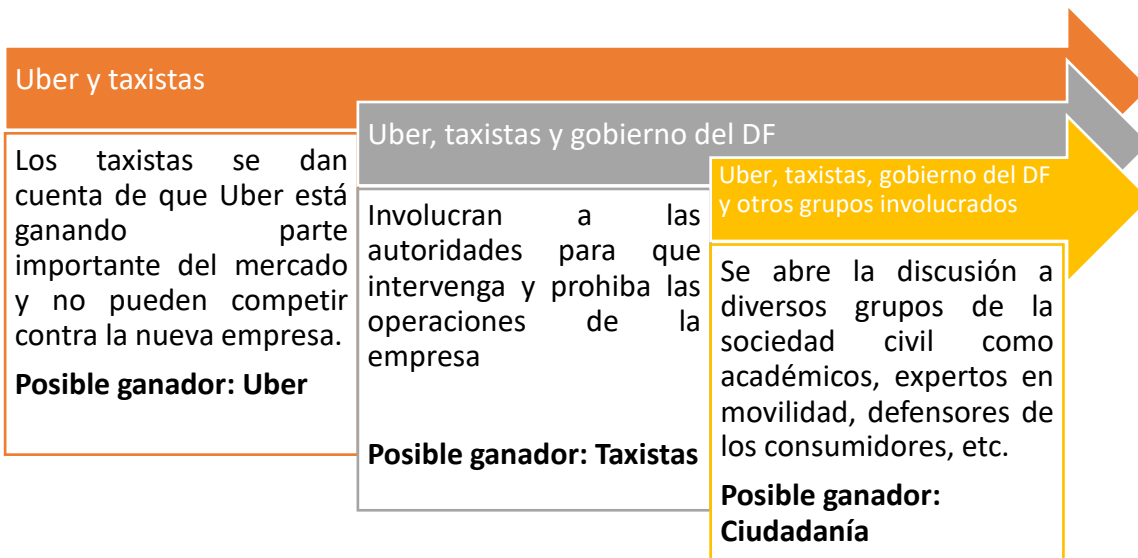 Uber y taxistas
Los taxistas se dan
cuenta de que Uber está
ganando parte
importante del mercado
y no pueden competir
contra la nueva empresa.
Posible ganador: Uber
Uber, taxistas y gobierno del DF
Involucran a las
autoridades para que
intervenga y prohiba las
operaciones de la
empresa
Posible ganador: Taxistas
Uber, taxistas, gobierno del DF
y otros grupos involucrados
Se abre la discusión a
diversos grupos de la
sociedad civil como
académicos, expertos en
movilidad, defensores de
los consumidores, etc.
Posible ganador:
Ciudadanía